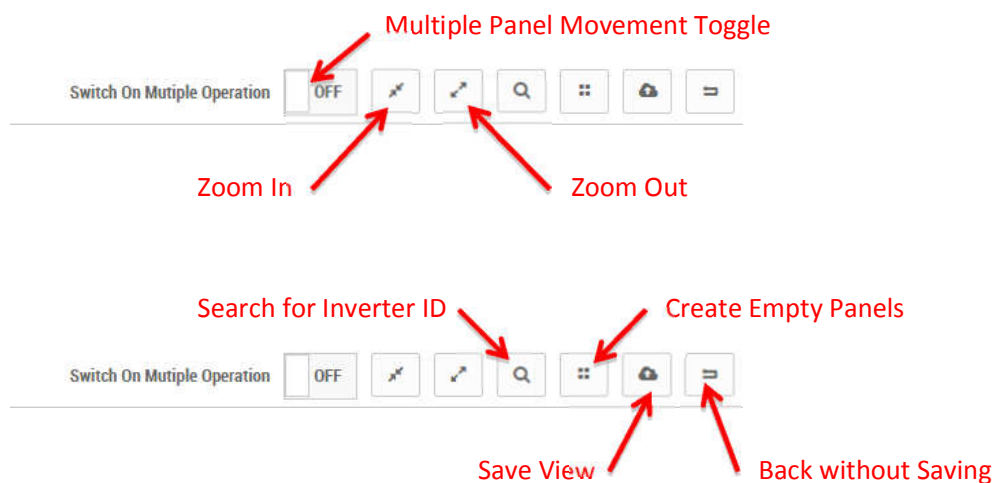 Multiple Panel Movement Toggle
Switch On Mutiple Operation OFF
Zoom In Zoom Out
Search for Inverter ID Create Empty Panels
Switch On Mutiple Operation OFF
Save View Back without Saving